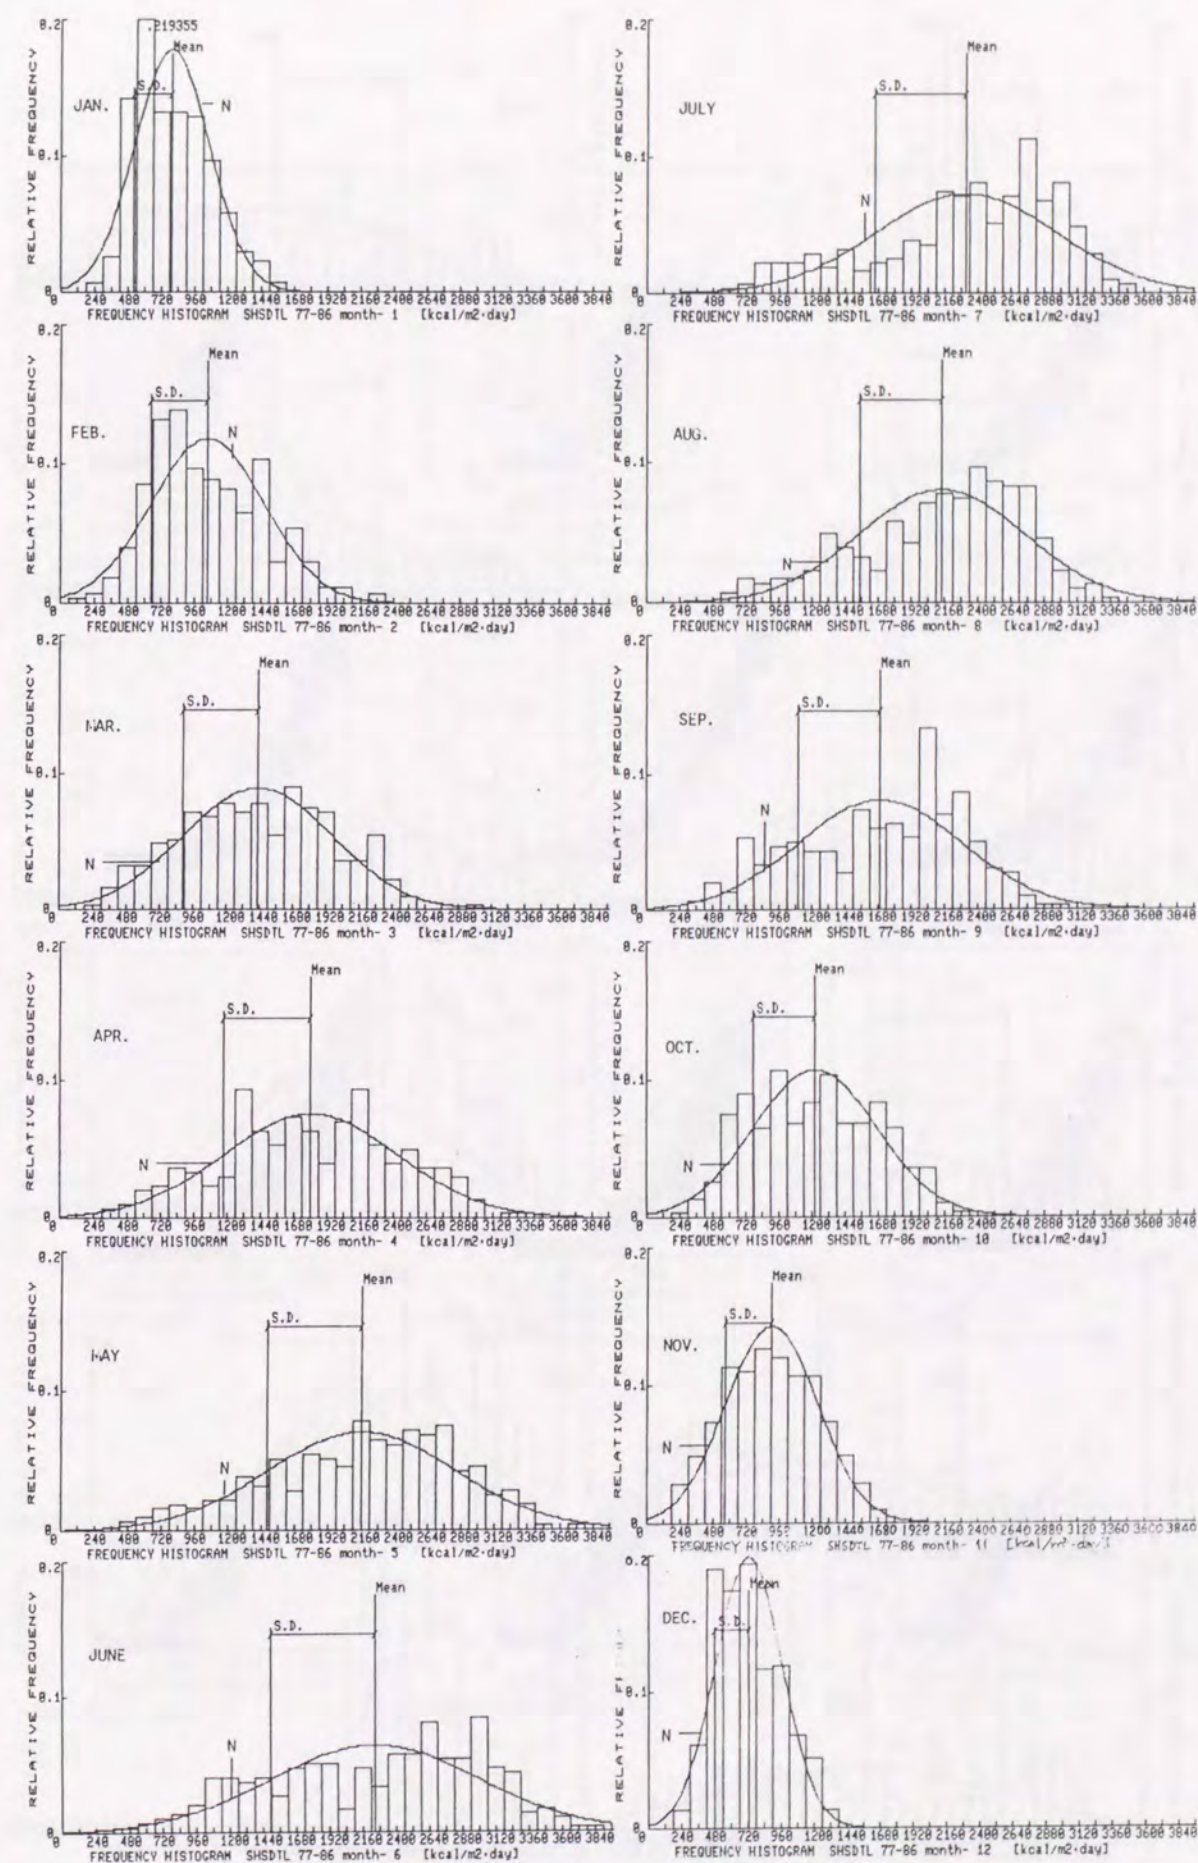 0.2
.219355
Mean
S.D.
JAN.
N
0.1
RELATIVE FREQUENCY
0
0 240 480 720 960 1200 1440 1680 1920 2160 2400 2640 2880 3120 3360 3600 3840
FREQUENCY HISTOGRAM SHSDTL 77-86 month- 1 [kcal/m2·day]
0.2
Mean
S.D.
FEB.
N
0.1
RELATIVE FREQUENCY
0
0 240 480 720 960 1200 1440 1680 1920 2160 2400 2640 2880 3120 3360 3600 3840
FREQUENCY HISTOGRAM SHSDTL 77-86 month- 2 [kcal/m2·day]
0.2
Mean
S.D.
MAR.
0.1
N
RELATIVE FREQUENCY
0
0 240 480 720 960 1200 1440 1680 1920 2160 2400 2640 2880 3120 3360 3600 3840
FREQUENCY HISTOGRAM SHSDTL 77-86 month- 3 [kcal/m2·day]
0.2
Mean
S.D.
APR.
0.1
N
RELATIVE FREQUENCY
0
0 240 480 720 960 1200 1440 1680 1920 2160 2400 2640 2880 3120 3360 3600 3840
FREQUENCY HISTOGRAM SHSDTL 77-86 month- 4 [kcal/m2·day]
0.2
Mean
S.D.
MAY
0.1
N
RELATIVE FREQUENCY
0
0 240 480 720 960 1200 1440 1680 1920 2160 2400 2640 2880 3120 3360 3600 3840
FREQUENCY HISTOGRAM SHSDTL 77-86 month- 5 [kcal/m2·day]
0.2
Mean
S.D.
JUNE
0.1
N
RELATIVE FREQUENCY
0
0 240 480 720 960 1200 1440 1680 1920 2160 2400 2640 2880 3120 3360 3600 3840
FREQUENCY HISTOGRAM SHSDTL 77-86 month- 6 [kcal/m2·day]
0.2
Mean
S.D.
JULY
0.1
N
RELATIVE FREQUENCY
0
0 240 480 720 960 1200 1440 1680 1920 2160 2400 2640 2880 3120 3360 3600 3840
FREQUENCY HISTOGRAM SHSDTL 77-86 month- 7 [kcal/m2·day]
0.2
Mean
S.D.
AUG.
0.1
N
RELATIVE FREQUENCY
0
0 240 480 720 960 1200 1440 1680 1920 2160 2400 2640 2880 3120 3360 3600 3840
FREQUENCY HISTOGRAM SHSDTL 77-86 month- 8 [kcal/m2·day]
0.2
Mean
S.D.
SEP.
0.1
N
RELATIVE FREQUENCY
0
0 240 480 720 960 1200 1440 1680 1920 2160 2400 2640 2880 3120 3360 3600 3840
FREQUENCY HISTOGRAM SHSDTL 77-86 month- 9 [kcal/m2·day]
0.2
Mean
S.D.
OCT.
0.1
N
RELATIVE FREQUENCY
0
0 240 480 720 960 1200 1440 1680 1920 2160 2400 2640 2880 3120 3360 3600 3840
FREQUENCY HISTOGRAM SHSDTL 77-86 month- 10 [kcal/m2·day]
0.2
Mean
S.D.
NOV.
0.1
N
RELATIVE FREQUENCY
0
0 240 480 720 960 1200 1440 1680 1920 2160 2400 2640 2880 3120 3360 3600 3840
FREQUENCY HISTOGRAM SHSDTL 77-86 month- 11 [kcal/m2·day]
0.2
Mean
S.D.
DEC.
0.1
N
RELATIVE
0
0 240 480 720 960 1200 1440 1680 1920 2160 2400 2640 2880 3120 3360 3600 3840
FREQUENCY HISTOGRAM SHSDTL 77-86 month- 12 [kcal/m2·day]